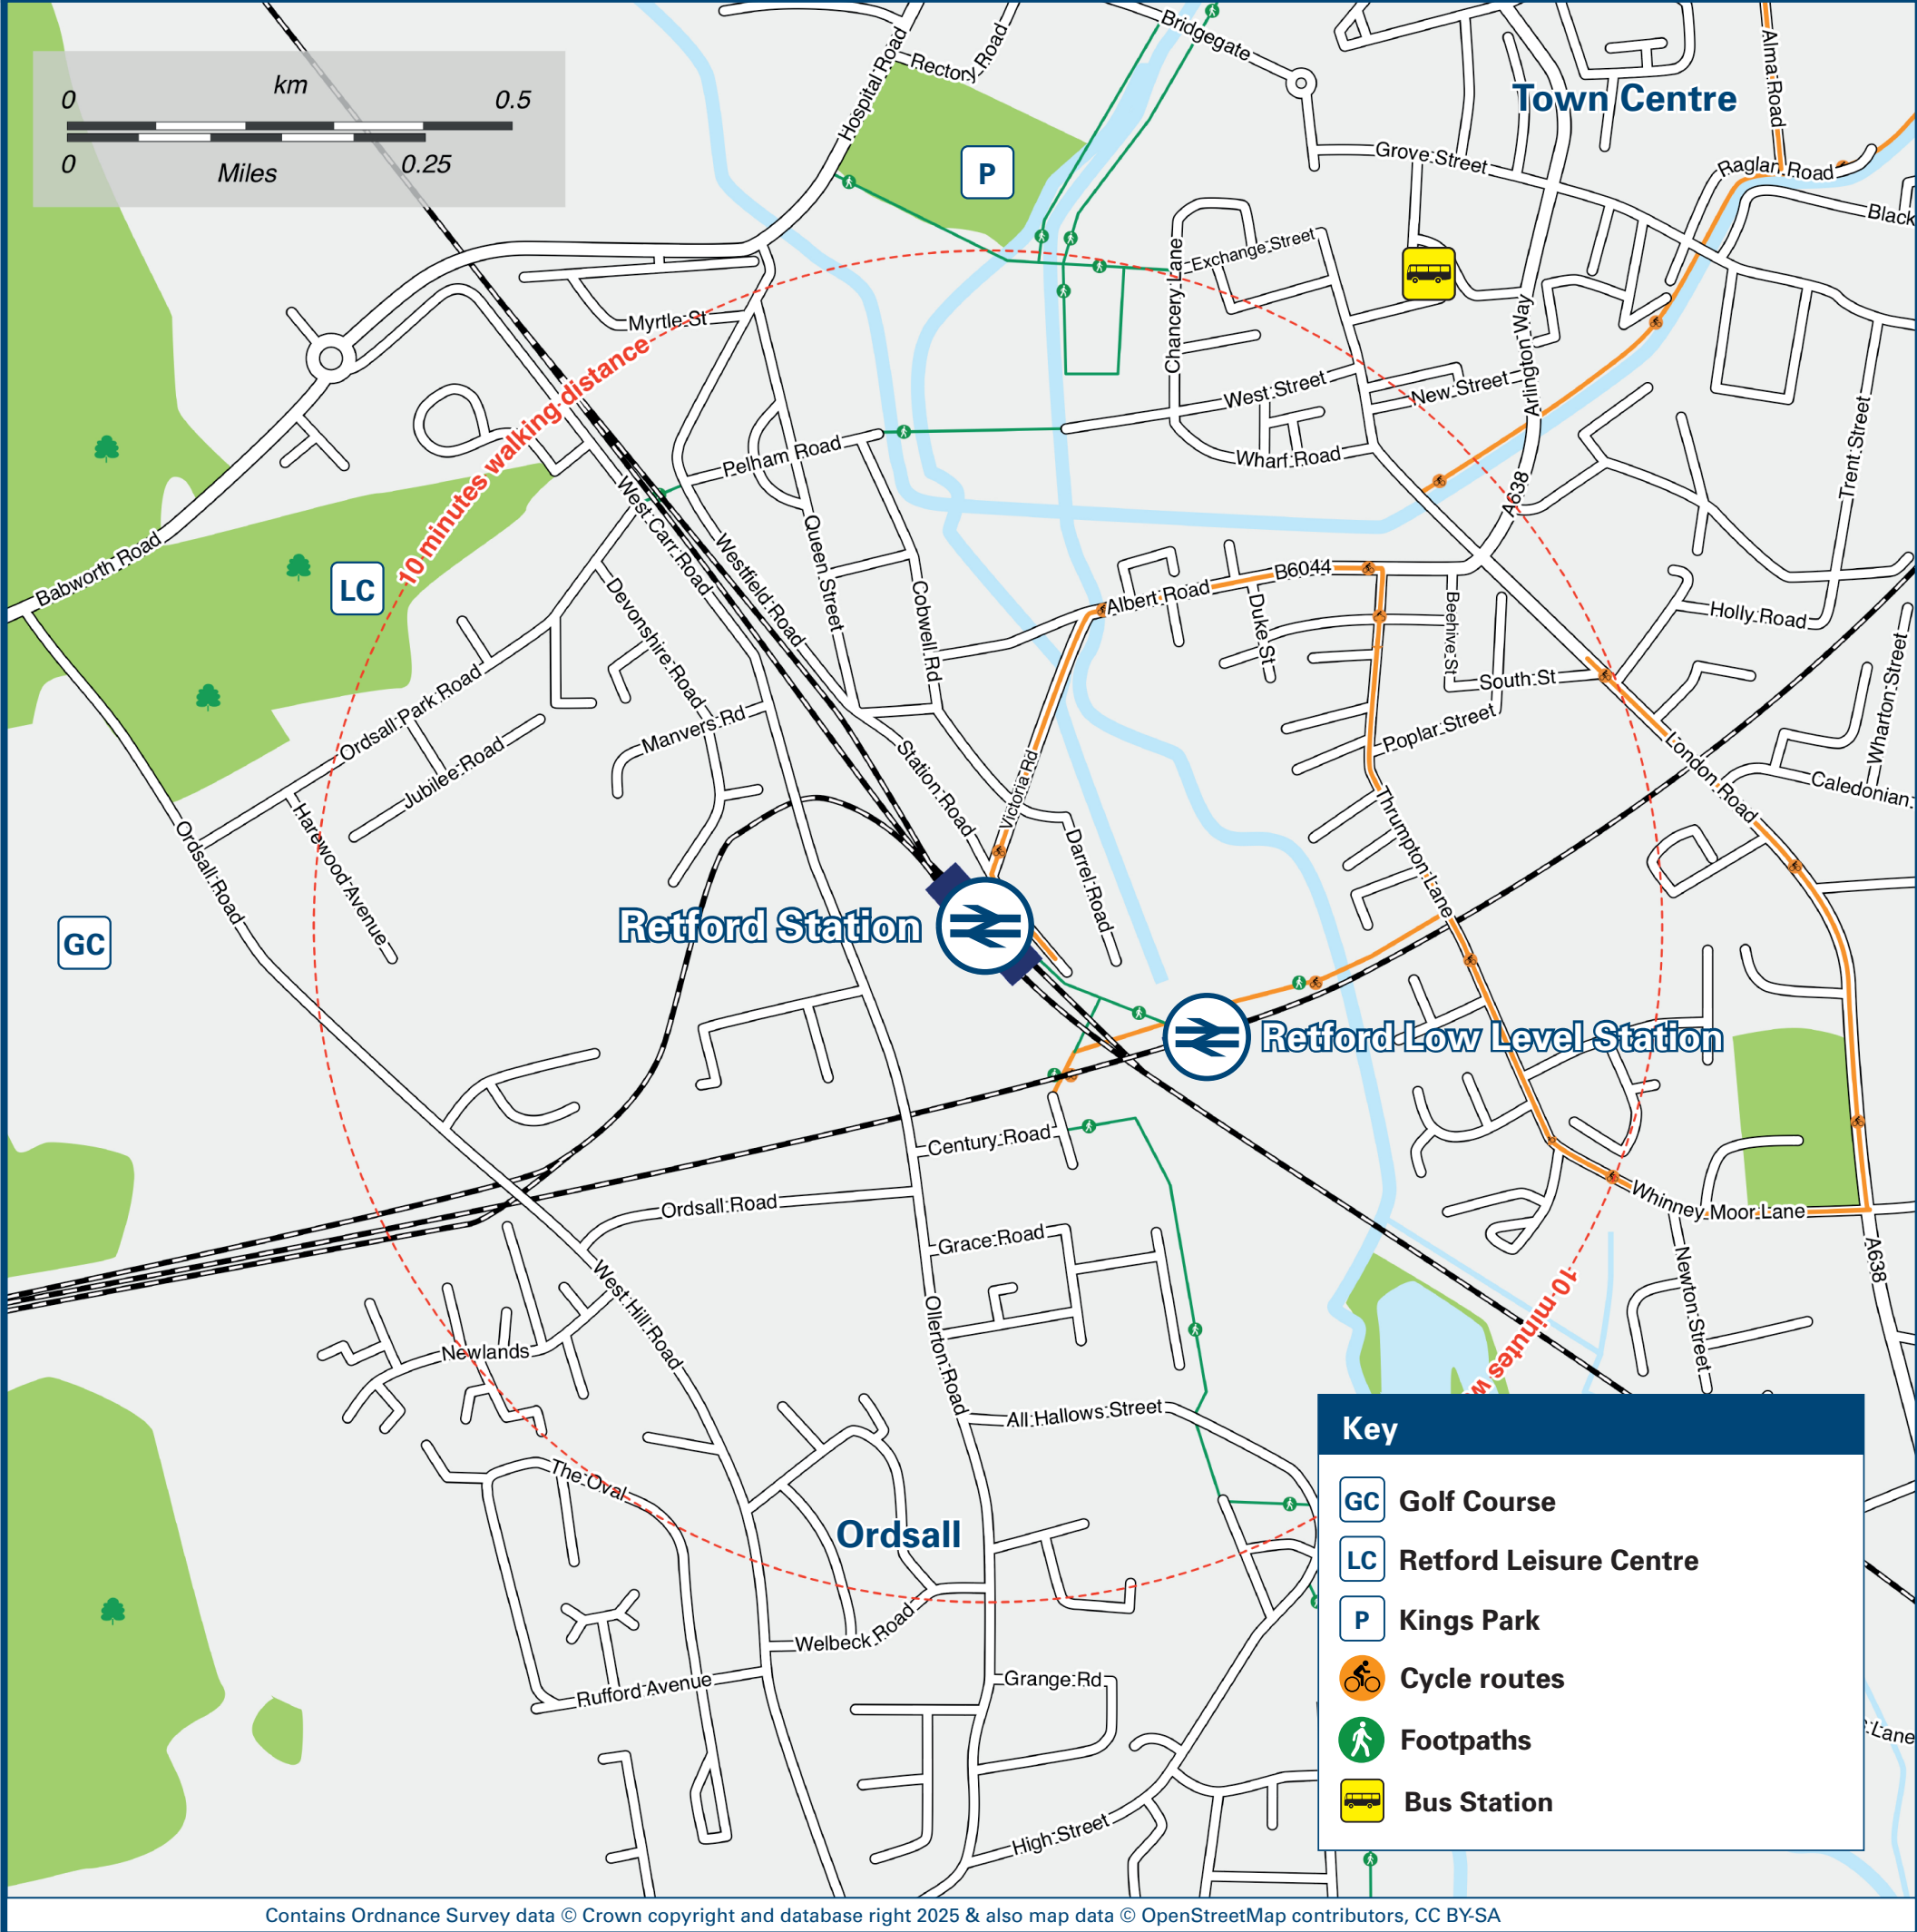 km
0 0.5
0 0.25
Miles
Hospital Road
Rectory Road
Bridgegate
Town Centre
Alma Road
Grove Street
Raglan Road
Black
P
Exchange Street
Chancery Lane
Arlington Way
Myrtle St
10 minutes walking distance
West Street
New Street
Wharf Road
Trent Street
Pelham Road
A638
West Carr Road
Westfield Road
Queen Street
Cobwell Rd
Babworth Road
LC
Devonshire Road
Albert Road
B6044
Duke St
Beehive St
Holly Road
South St
Wharton Street
Ordsall Park Road
Manvers Rd
Jubilee Road
Poplar Street
London Road
Caledonian
Station Road
Victoria Rd
Thrumpton Lane
Harewood Avenue
Ordsall Road
Darrel Road
GC
Retford Station
Retford Low Level Station
Century Road
Ordsall Road
Whinney Moor Lane
Grace Road
A638
Newton Street
West Hill Road
Ollerton Road
Newlands
10 minutes w
All Hallows Street
The Oval
Ordsall
Welbeck Road
Rufford Avenue
Grange Rd
High Street
Lane
Key
GC Golf Course
LC Retford Leisure Centre
P Kings Park
Cycle routes
Footpaths
Bus Station
Contains Ordnance Survey data © Crown copyright and database right 2025 & also map data © OpenStreetMap contributors, CC BY-SA